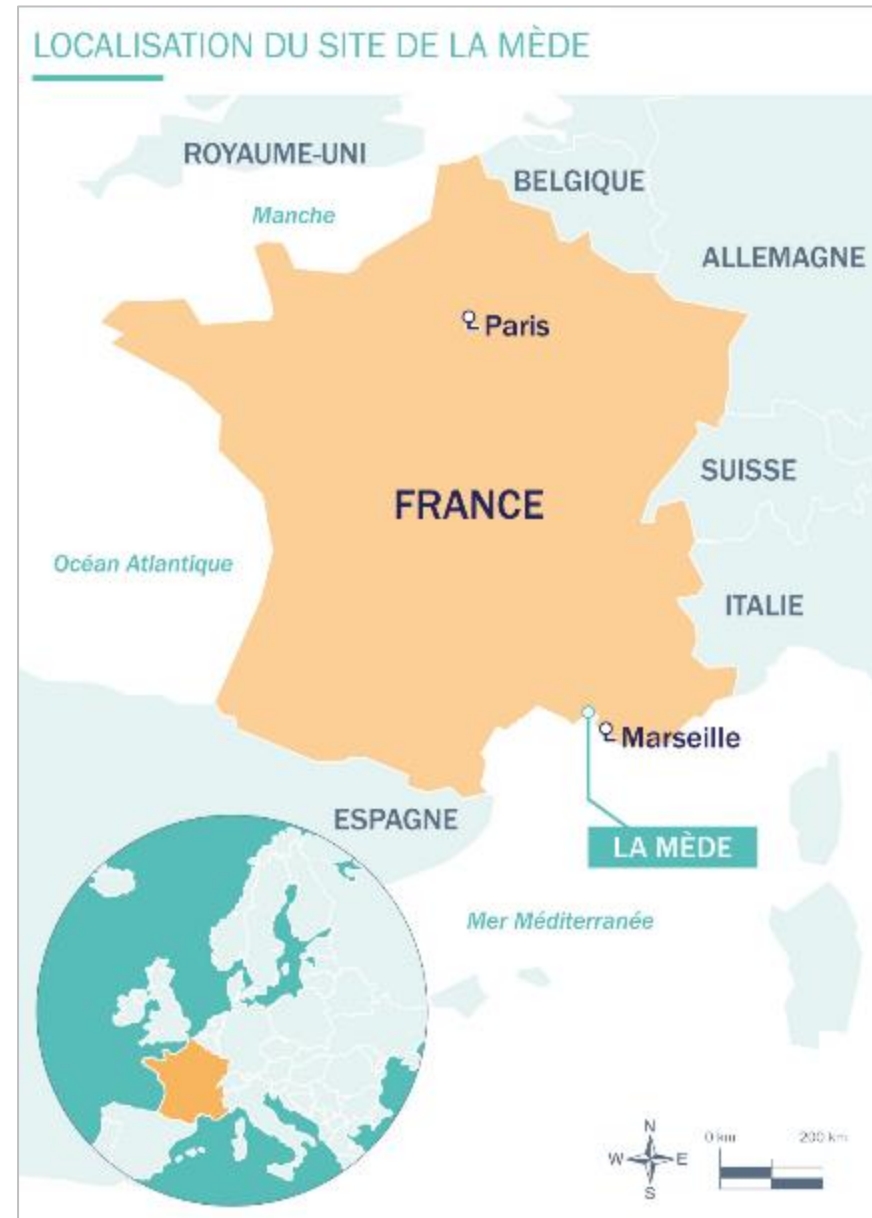 LOCALISATION DU SITE DE LA MÈDE
ROYAUME-UNI
BELGIQUE
Manche
ALLEMAGNE
Paris
SUISSE
FRANCE
Océan Atlantique
ITALIE
Marseille
ESPAGNE
LA MÈDE
Mer Méditerranée
N
0 km 200 km
W E
S